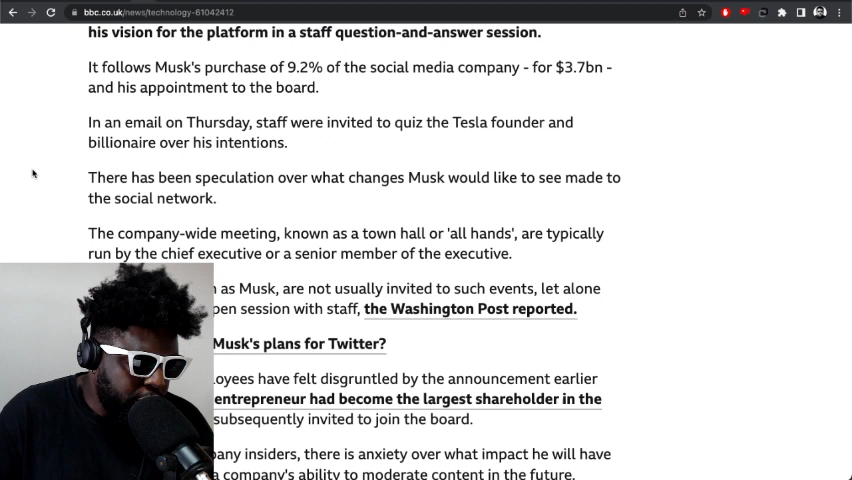 bbc.co.uk/news/technology-61042412
his vision for the platform in a staff question-and-answer session.
It follows Musk's purchase of 9.2% of the social media company - for $3.7bn -
and his appointment to the board.
In an email on Thursday, staff were invited to quiz the Tesla founder and
billionaire over his intentions.
There has been speculation over what changes Musk would like to see made to
the social network.
The company-wide meeting, known as a town hall or 'all hands', are typically
run by the chief executive or a senior member of the executive.
as Musk, are not usually invited to such events, let alone
session with staff, the Washington Post reported.
Musk's plans for Twitter?
have felt disgruntled by the announcement earlier
entrepreneur had become the largest shareholder in the
subsequently invited to join the board.
insiders, there is anxiety over what impact he will have
a company's ability to moderate content in the future.